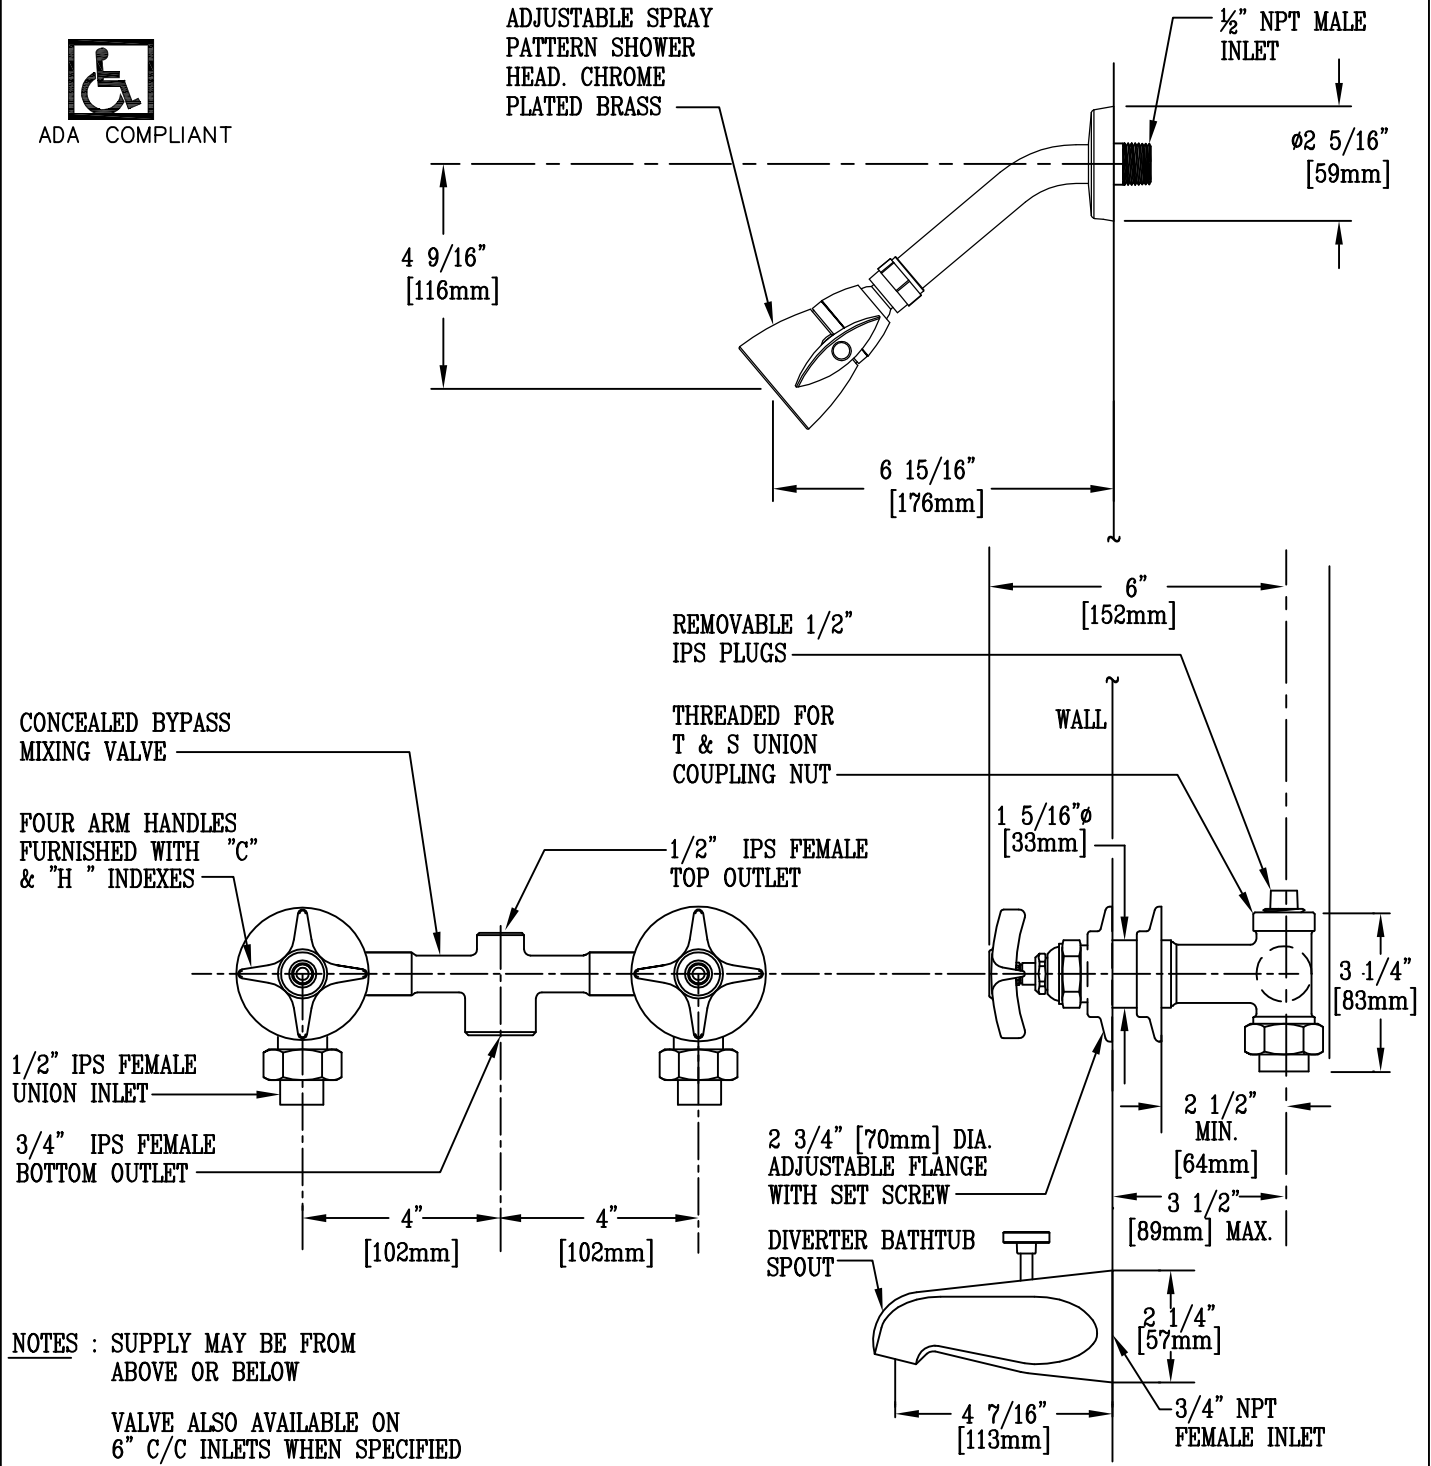 ADJUSTABLE SPRAY
PATTERN SHOWER
HEAD. CHROME
PLATED BRASS
½" NPT MALE
INLET
ADA COMPLIANT
ø2 5/16"
[59mm]
4 9/16"
[116mm]
6 15/16"
[176mm]
6"
[152mm]
REMOVABLE 1/2"
IPS PLUGS
THREADED FOR
T & S UNION
COUPLING NUT
WALL
CONCEALED BYPASS
MIXING VALVE
FOUR ARM HANDLES
FURNISHED WITH "C"
& "H " INDEXES
1/2" IPS FEMALE
TOP OUTLET
1 5/16"ø
[33mm]
3 1/4"
[83mm]
1/2" IPS FEMALE
UNION INLET
3/4" IPS FEMALE
BOTTOM OUTLET
4"
[102mm]
4"
[102mm]
2 1/2"
MIN.
[64mm]
3 1/2"
[89mm] MAX.
2 3/4" [70mm] DIA.
ADJUSTABLE FLANGE
WITH SET SCREW
DIVERTER BATHTUB
SPOUT
2 1/4"
[57mm]
4 7/16"
[113mm]
3/4" NPT
FEMALE INLET
NOTES : SUPPLY MAY BE FROM
ABOVE OR BELOW
VALVE ALSO AVAILABLE ON
6" C/C INLETS WHEN SPECIFIED